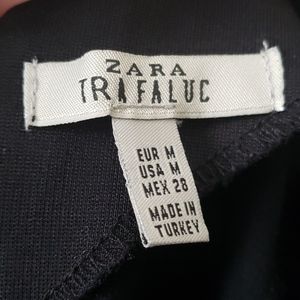 ZARA
TRAFALUC
EUR M
USA M
MEX 28
MADE IN
TURKEY